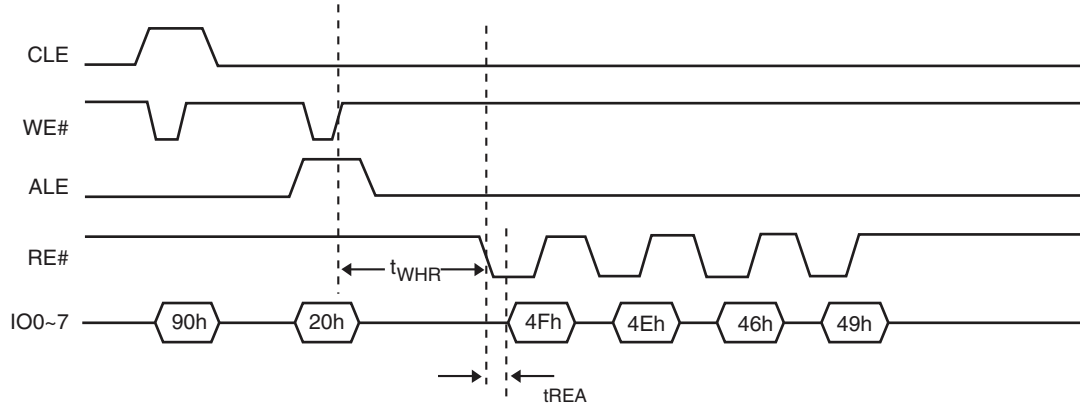 CLE
WE#
ALE
RE#
tWHR
IO0~7
90h
20h
4Fh
4Eh
46h
49h
tREA